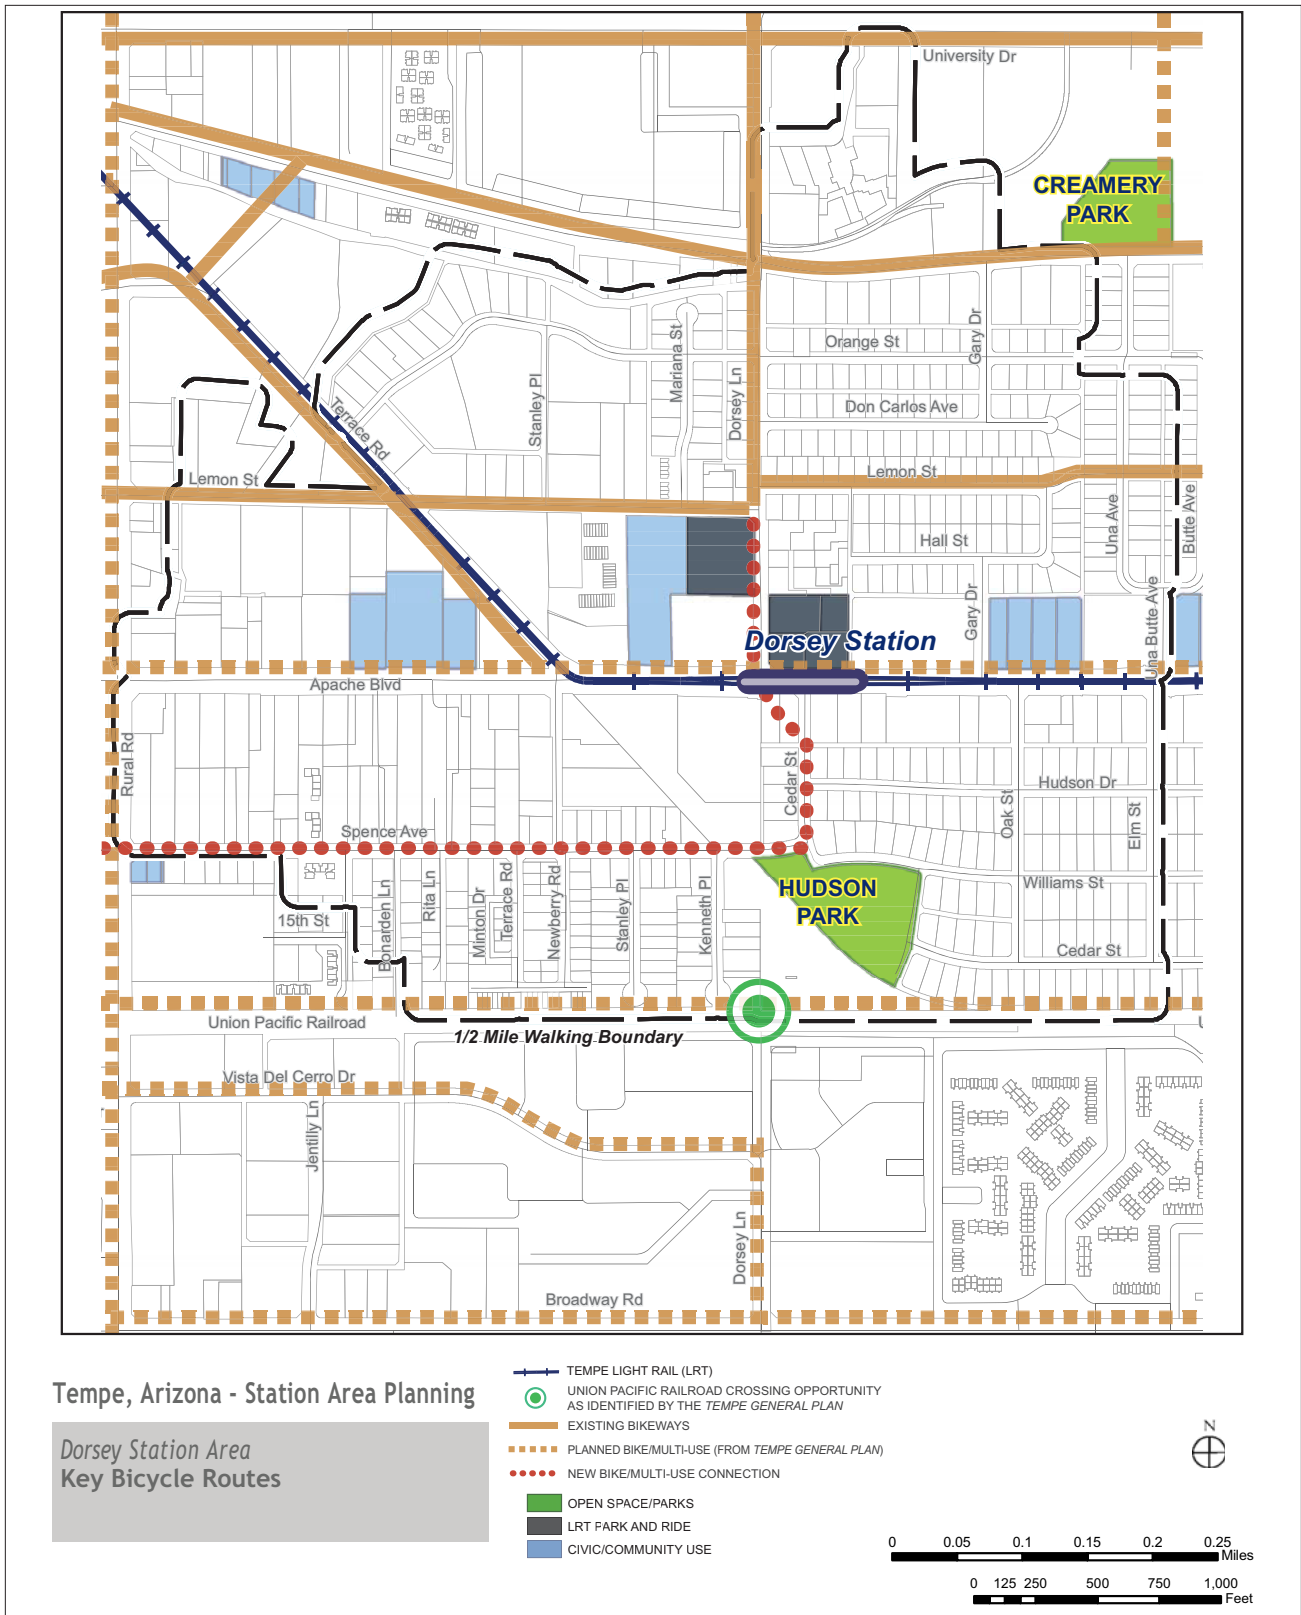 University Dr
CREAMERY
PARK
Orange St
Gary Dr
Mariana St
Dorsey Ln
Stanley Pl
Don Carlos Ave
Terrace Rd
Lemon St
Lemon St
Una Ave
Butte Ave
Hall St
Gary Dr
Una Butte Ave
Dorsey Station
Apache Blvd
Rural Rd
Cedar St
Hudson Dr
Oak St
Elm St
Spence Ave
HUDSON
PARK
Williams St
15th St
Bonarden Ln
Rita Ln
Minton Dr
Terrace Rd
Newberry Rd
Stanley Pl
Kenneth Pl
Cedar St
Union Pacific Railroad
1/2 Mile Walking Boundary
Vista Del Cerro Dr
Jentilly Ln
Dorsey Ln
Broadway Rd
Tempe, Arizona - Station Area Planning
Dorsey Station Area
Key Bicycle Routes
TEMPE LIGHT RAIL (LRT)
UNION PACIFIC RAILROAD CROSSING OPPORTUNITY
AS IDENTIFIED BY THE TEMPE GENERAL PLAN
EXISTING BIKEWAYS
PLANNED BIKE/MULTI-USE (FROM TEMPE GENERAL PLAN)
NEW BIKE/MULTI-USE CONNECTION
OPEN SPACE/PARKS
LRT PARK AND RIDE
CIVIC/COMMUNITY USE
N
0 0.05 0.1 0.15 0.2 0.25
Miles
0 125 250 500 750 1,000
Feet